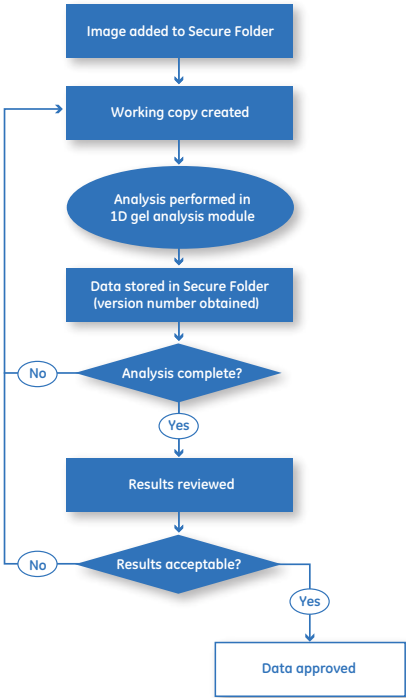 Image added to Secure Folder
Working copy created
Analysis performed in
1D gel analysis module
Data stored in Secure Folder
(version number obtained)
Analysis complete?
No
Yes
Results reviewed
Results acceptable?
No
Yes
Data approved